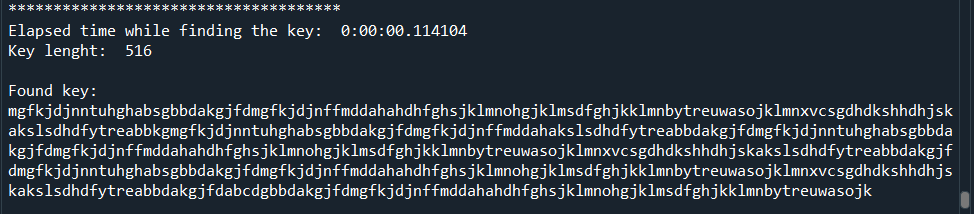 *************************************
Elapsed time while finding the key:  0:00:00.114104
Key lenght:  516
Found key:
mgfkjdjnntuhghabsgbbdakgjfdmgfkjdjnffmddahahdhfghsjklmnohgjklmsdfghjkklmnbytreuwasojklmnxvcsgdhdkshhdhjsk
akslsdhdfytreabbkgmgfkjdjnntuhghabsgbbdakgjfdmgfkjdjnffmddahakslsdhdfytreabbdakgjfdmgfkjdjnntuhghabsgbbda
kgjfdmgfkjdjnffmddahahdhfghsjklmnohgjklmsdfghjkklmnbytreuwasojklmnxvcsgdhdkshhdhjskakslsdhdfytreabbdakgjf
dmgfkjdjnntuhghabsgbbdakgjfdmgfkjdjnffmddahahdhfghsjklmnohgjklmsdfghjkklmnbytreuwasojklmnxvcsgdhdkshhdhjs
kakslsdhdfytreabbdakgjfdabcdgbbdakgjfdmgfkjdjnffmddahahdhfghsjklmnohgjklmsdfghjkklmnbytreuwasojk